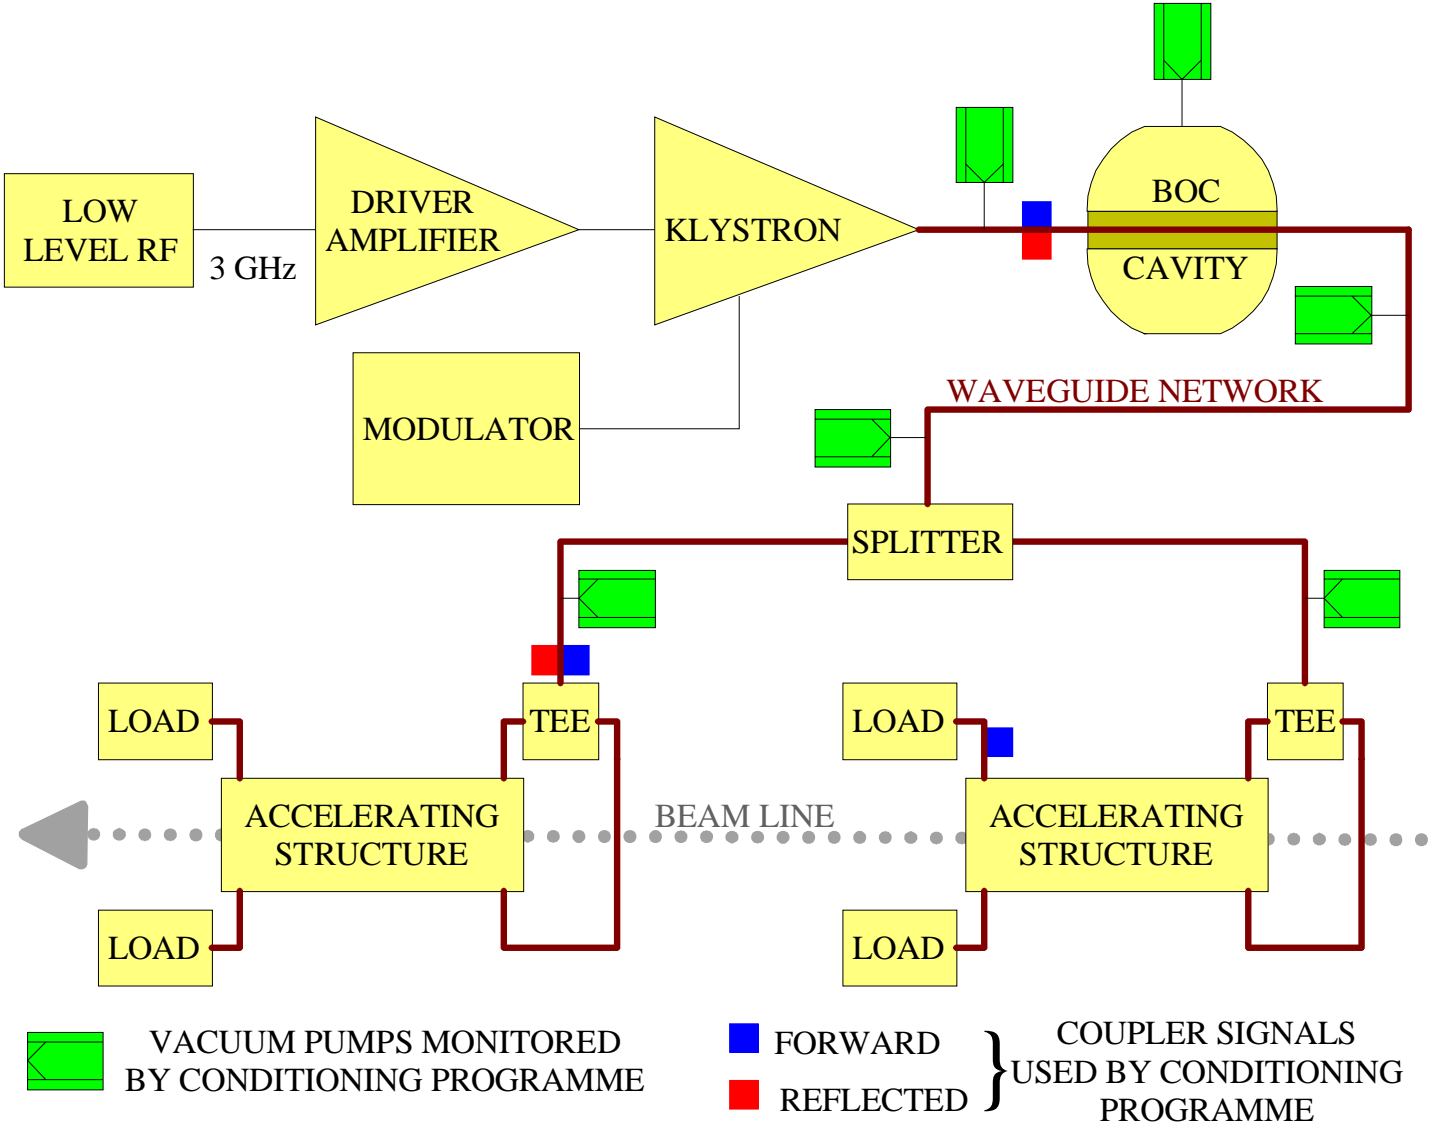 LOW
LEVEL RF
3 GHz
DRIVER
AMPLIFIER
KLYSTRON
BOC
CAVITY
MODULATOR
WAVEGUIDE NETWORK
SPLITTER
LOAD
TEE
LOAD
TEE
ACCELERATING
STRUCTURE
BEAM LINE
ACCELERATING
STRUCTURE
LOAD
LOAD
VACUUM PUMPS MONITORED
BY CONDITIONING PROGRAMME
FORWARD
REFLECTED
COUPLER SIGNALS
USED BY CONDITIONING
PROGRAMME